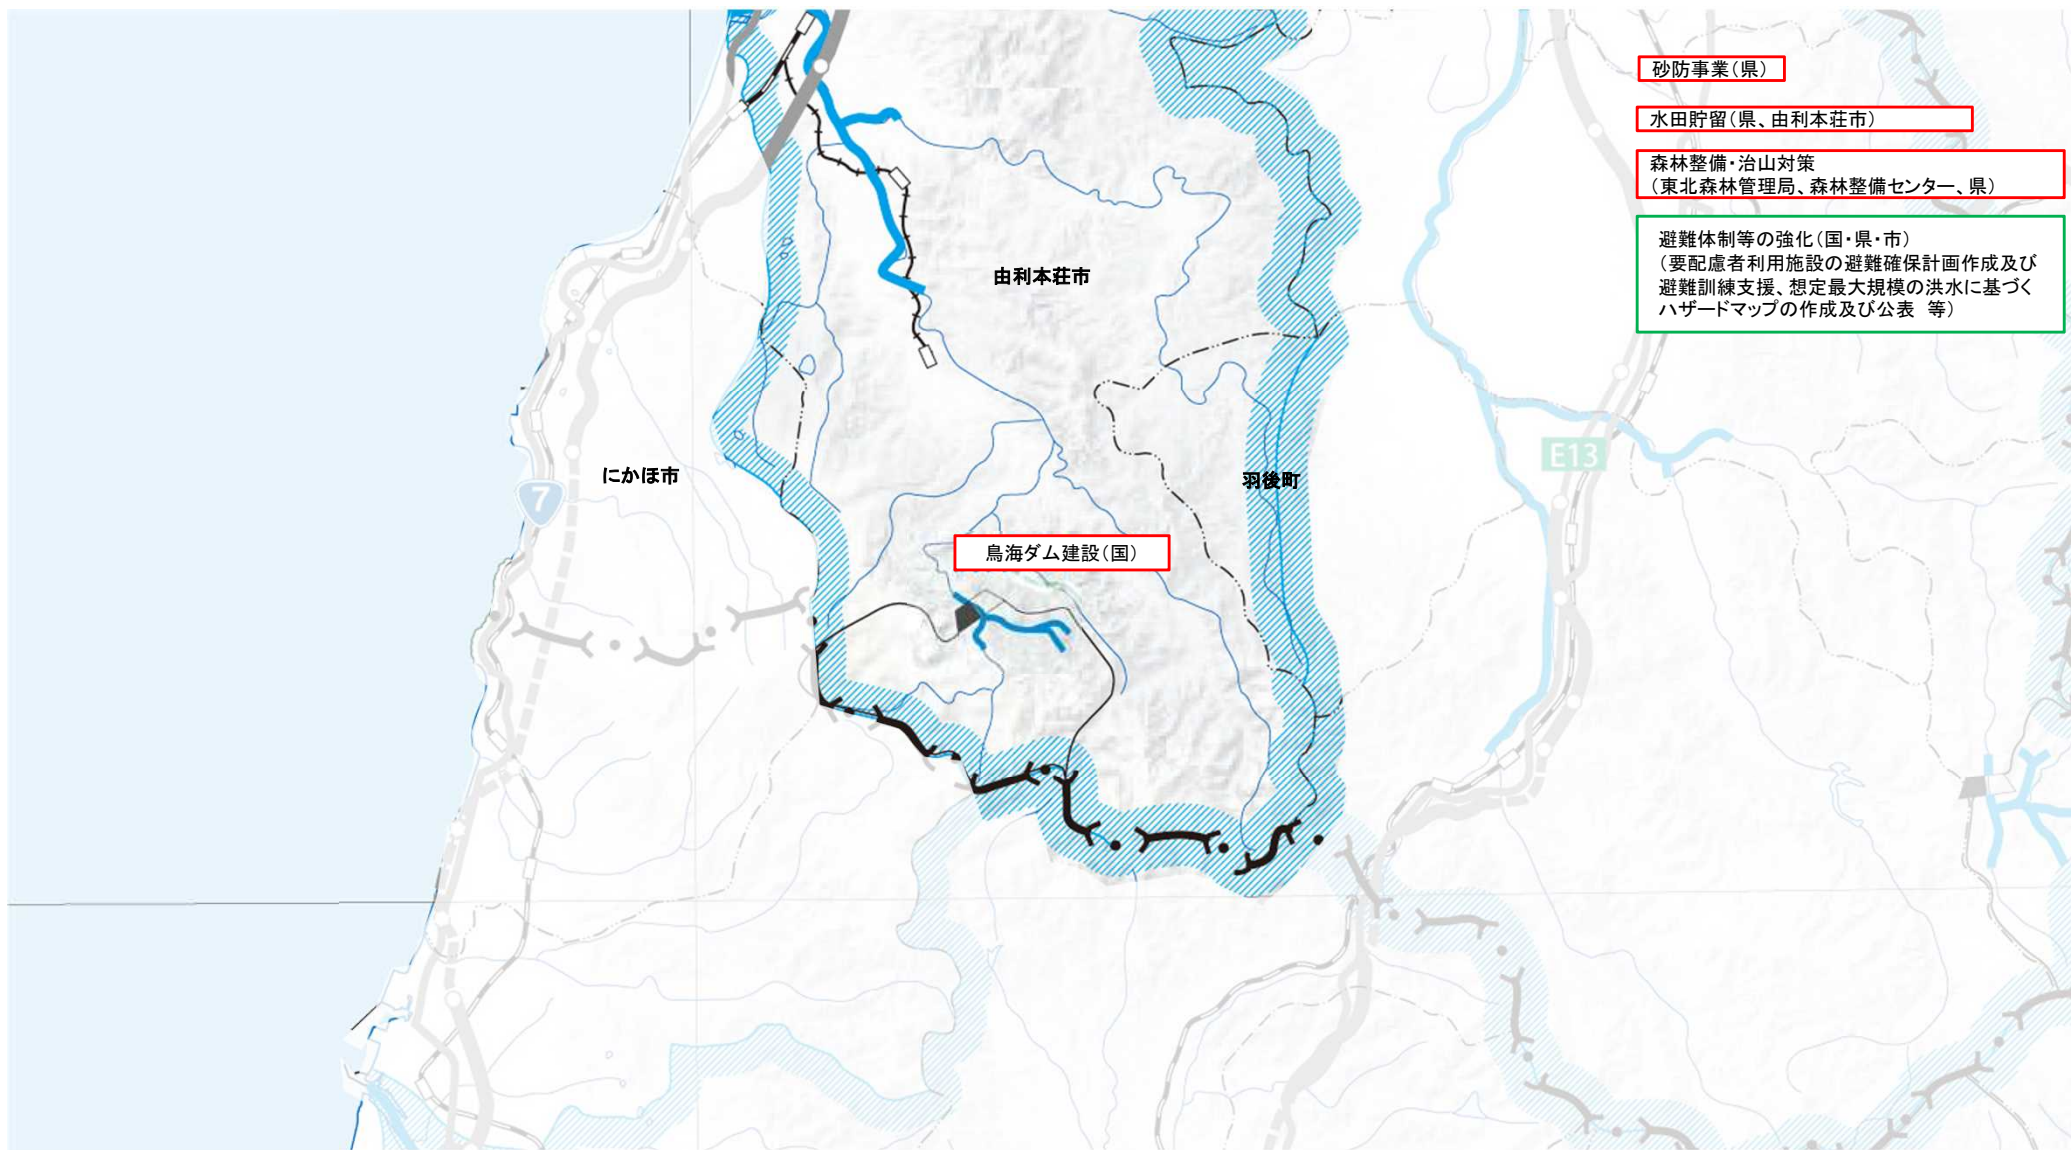 砂防事業(県)
水田貯留(県、由利本荘市)
森林整備・治山対策
(東北森林管理局、森林整備センター、県)
避難体制等の強化(国・県・市)
(要配慮者利用施設の避難確保計画作成及び
避難訓練支援、想定最大規模の洪水に基づく
ハザードマップの作成及び公表 等)
由利本荘市
E13
にかほ市
羽後町
7
鳥海ダム建設(国)